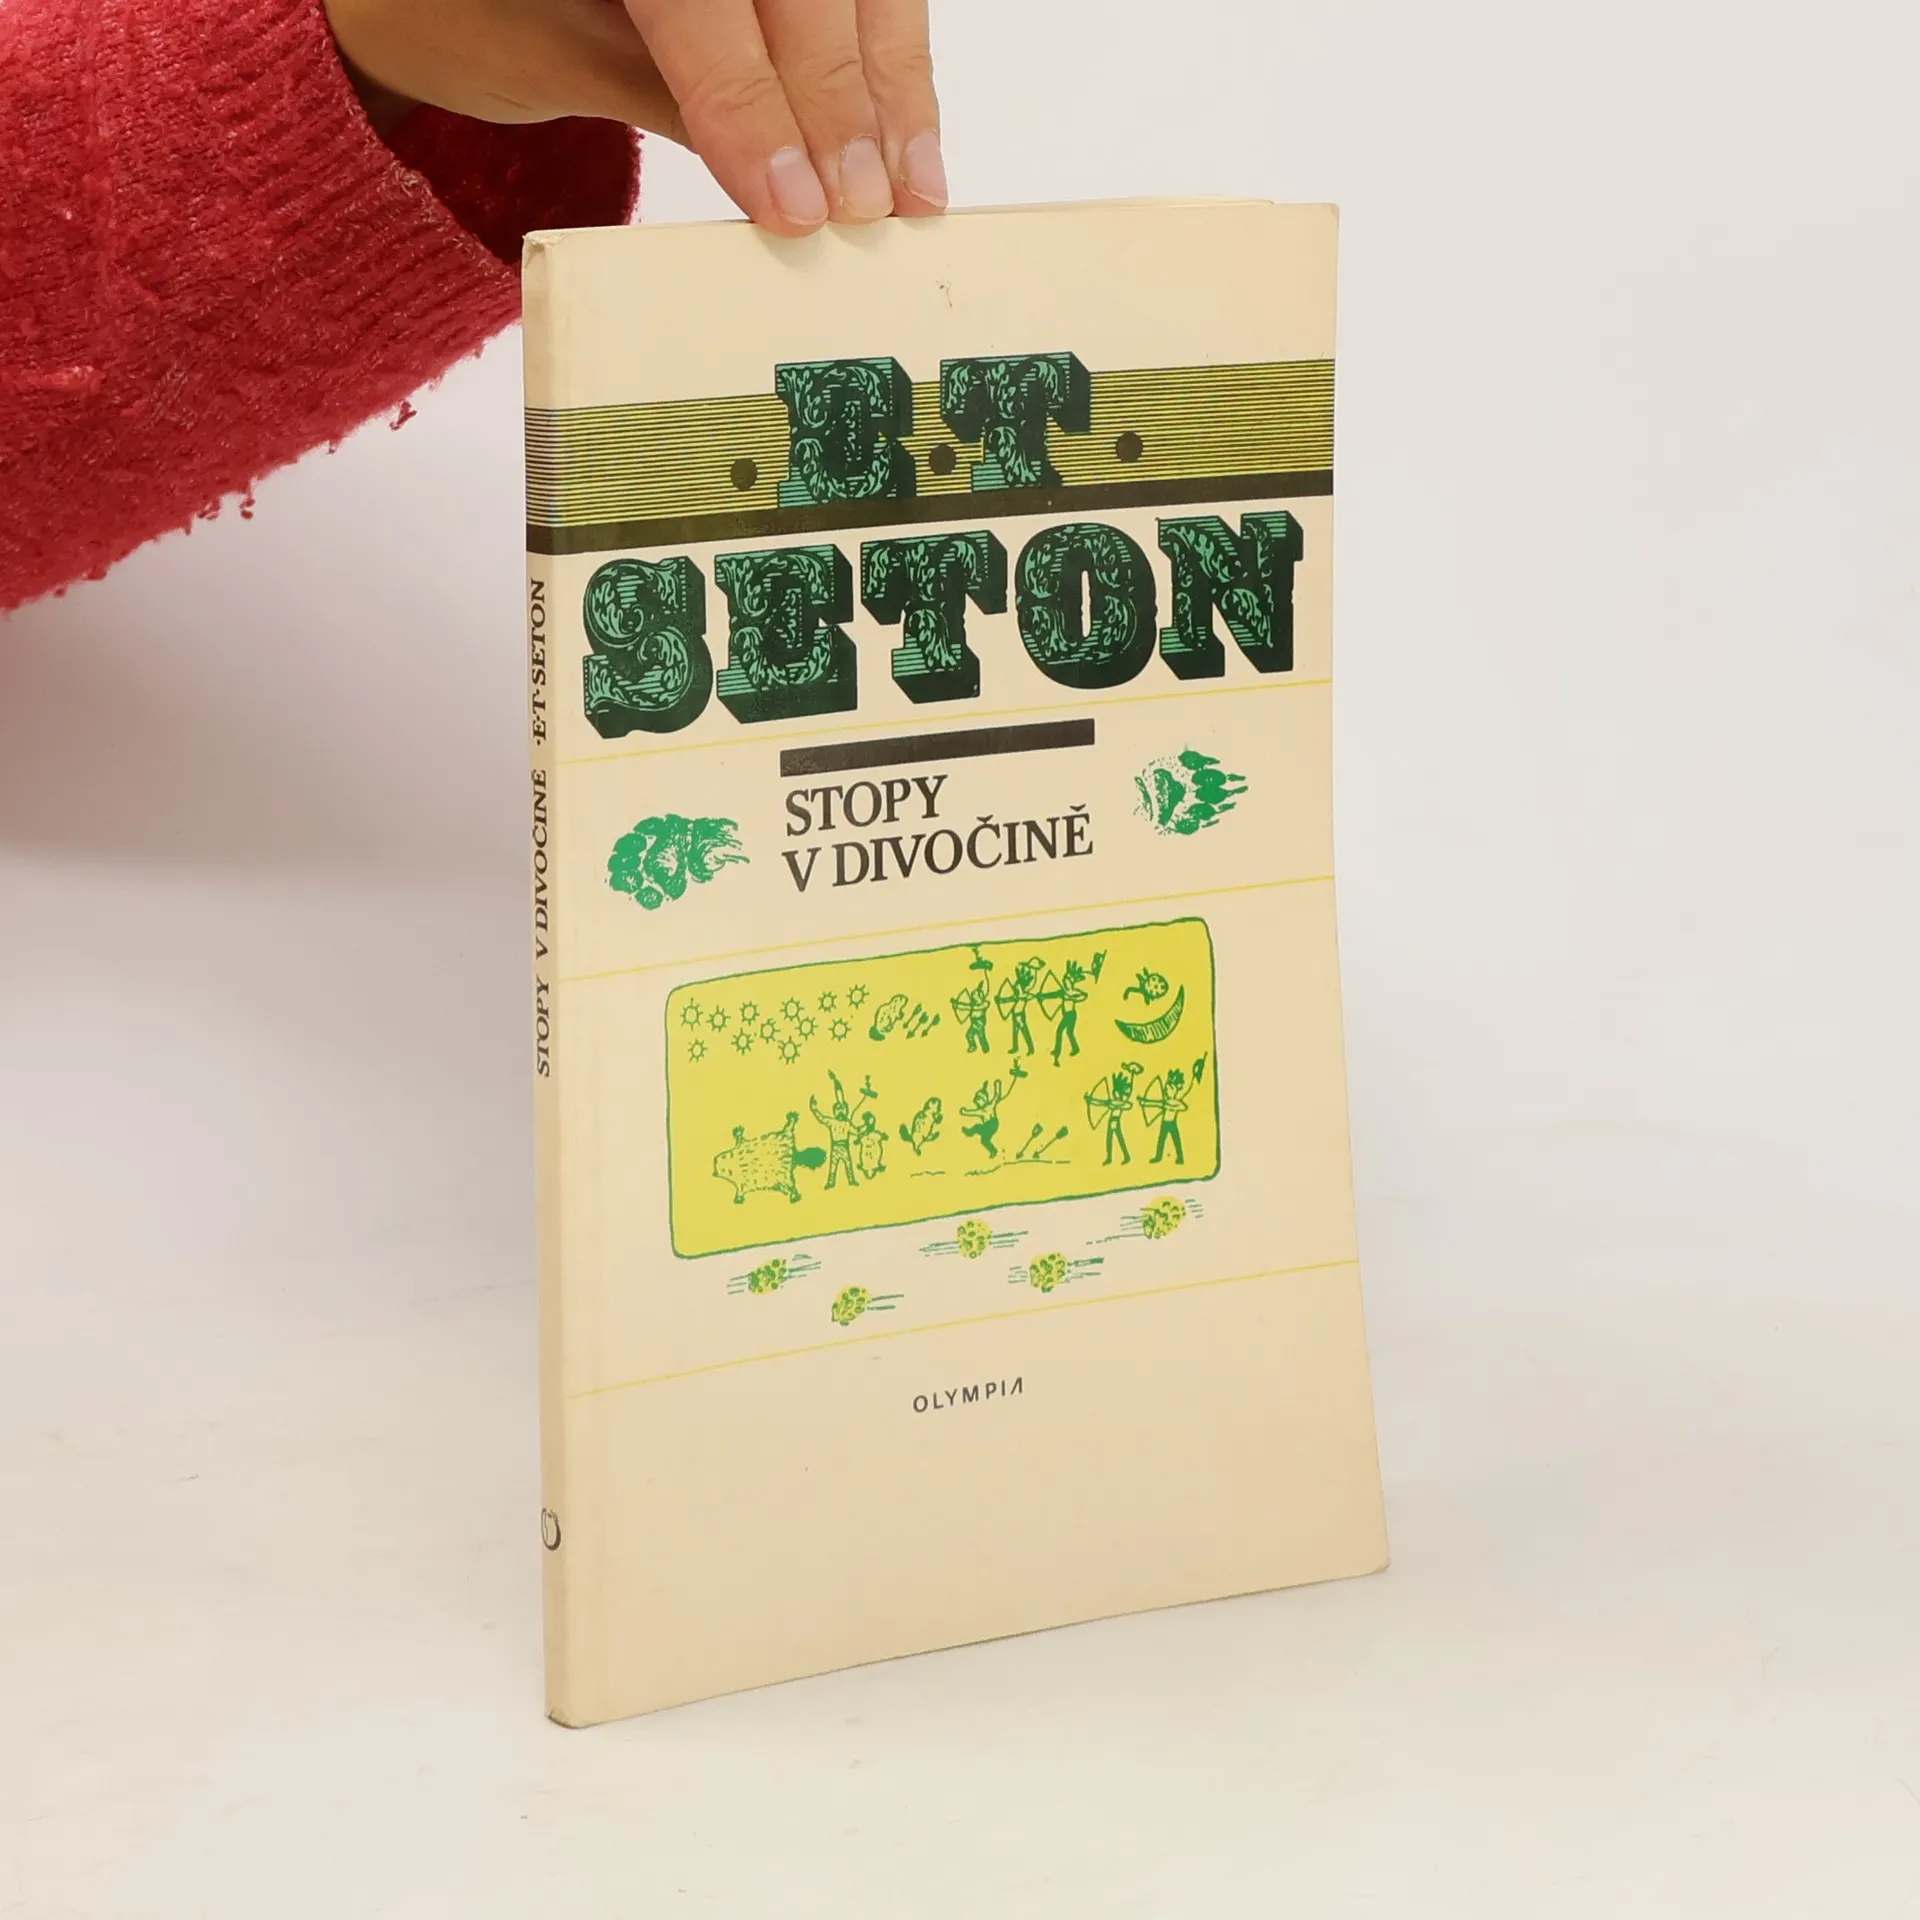 ·E·T·
SETON
STOPY
V DIVOČINĚ
OLYMPIA
STOPY V DIVOČINĚ ·E·T·SETON